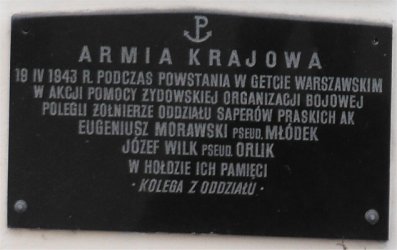 ARMIA KRAJOWA
19 IV 1943 R. PODCZAS POWSTANIA W GETCIE WARSZAWSKIM
W AKCJI POMOCY ŻYDOWSKIEJ ORGANIZACJI BOJOWEJ
POLEGLI ŻOŁNIERZE ODDZIAŁU SAPERÓW PRASKICH AK
EUGENIUSZ MORAWSKI PSEUD. MŁÓDEK
JÓZEF WILK PSEUD. ORLIK
W HOŁDZIE ICH PAMIĘCI
· KOLEGA Z ODDZIAŁU ·